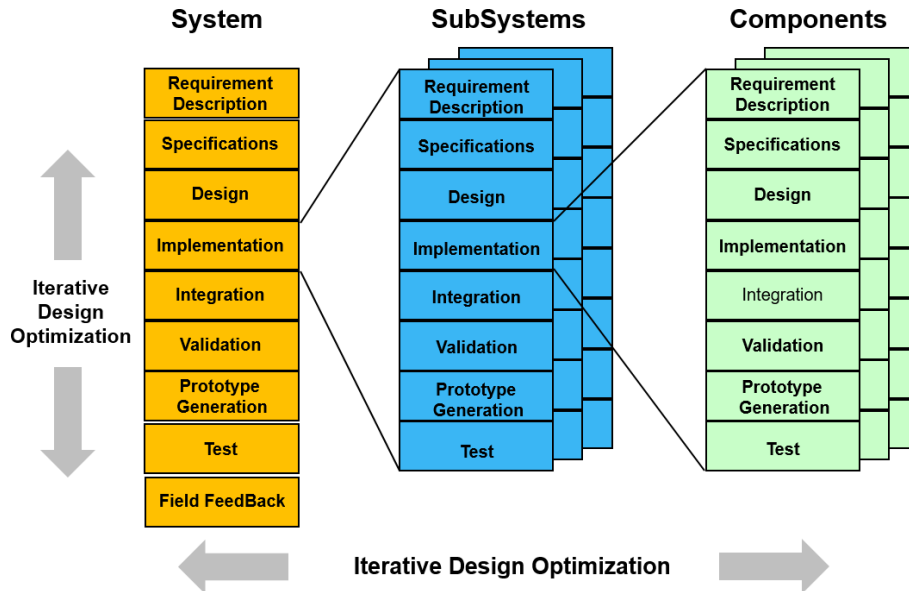 System
SubSystems
Components
Requirement
Description
Specifications
Design
Implementation
Integration
Validation
Prototype
Generation
Test
Field FeedBack
Requirement
Description
Specifications
Design
Implementation
Integration
Validation
Prototype
Generation
Test
Requirement
Description
Specifications
Design
Implementation
Integration
Validation
Prototype
Generation
Test
Iterative
Design
Optimization
Iterative Design Optimization